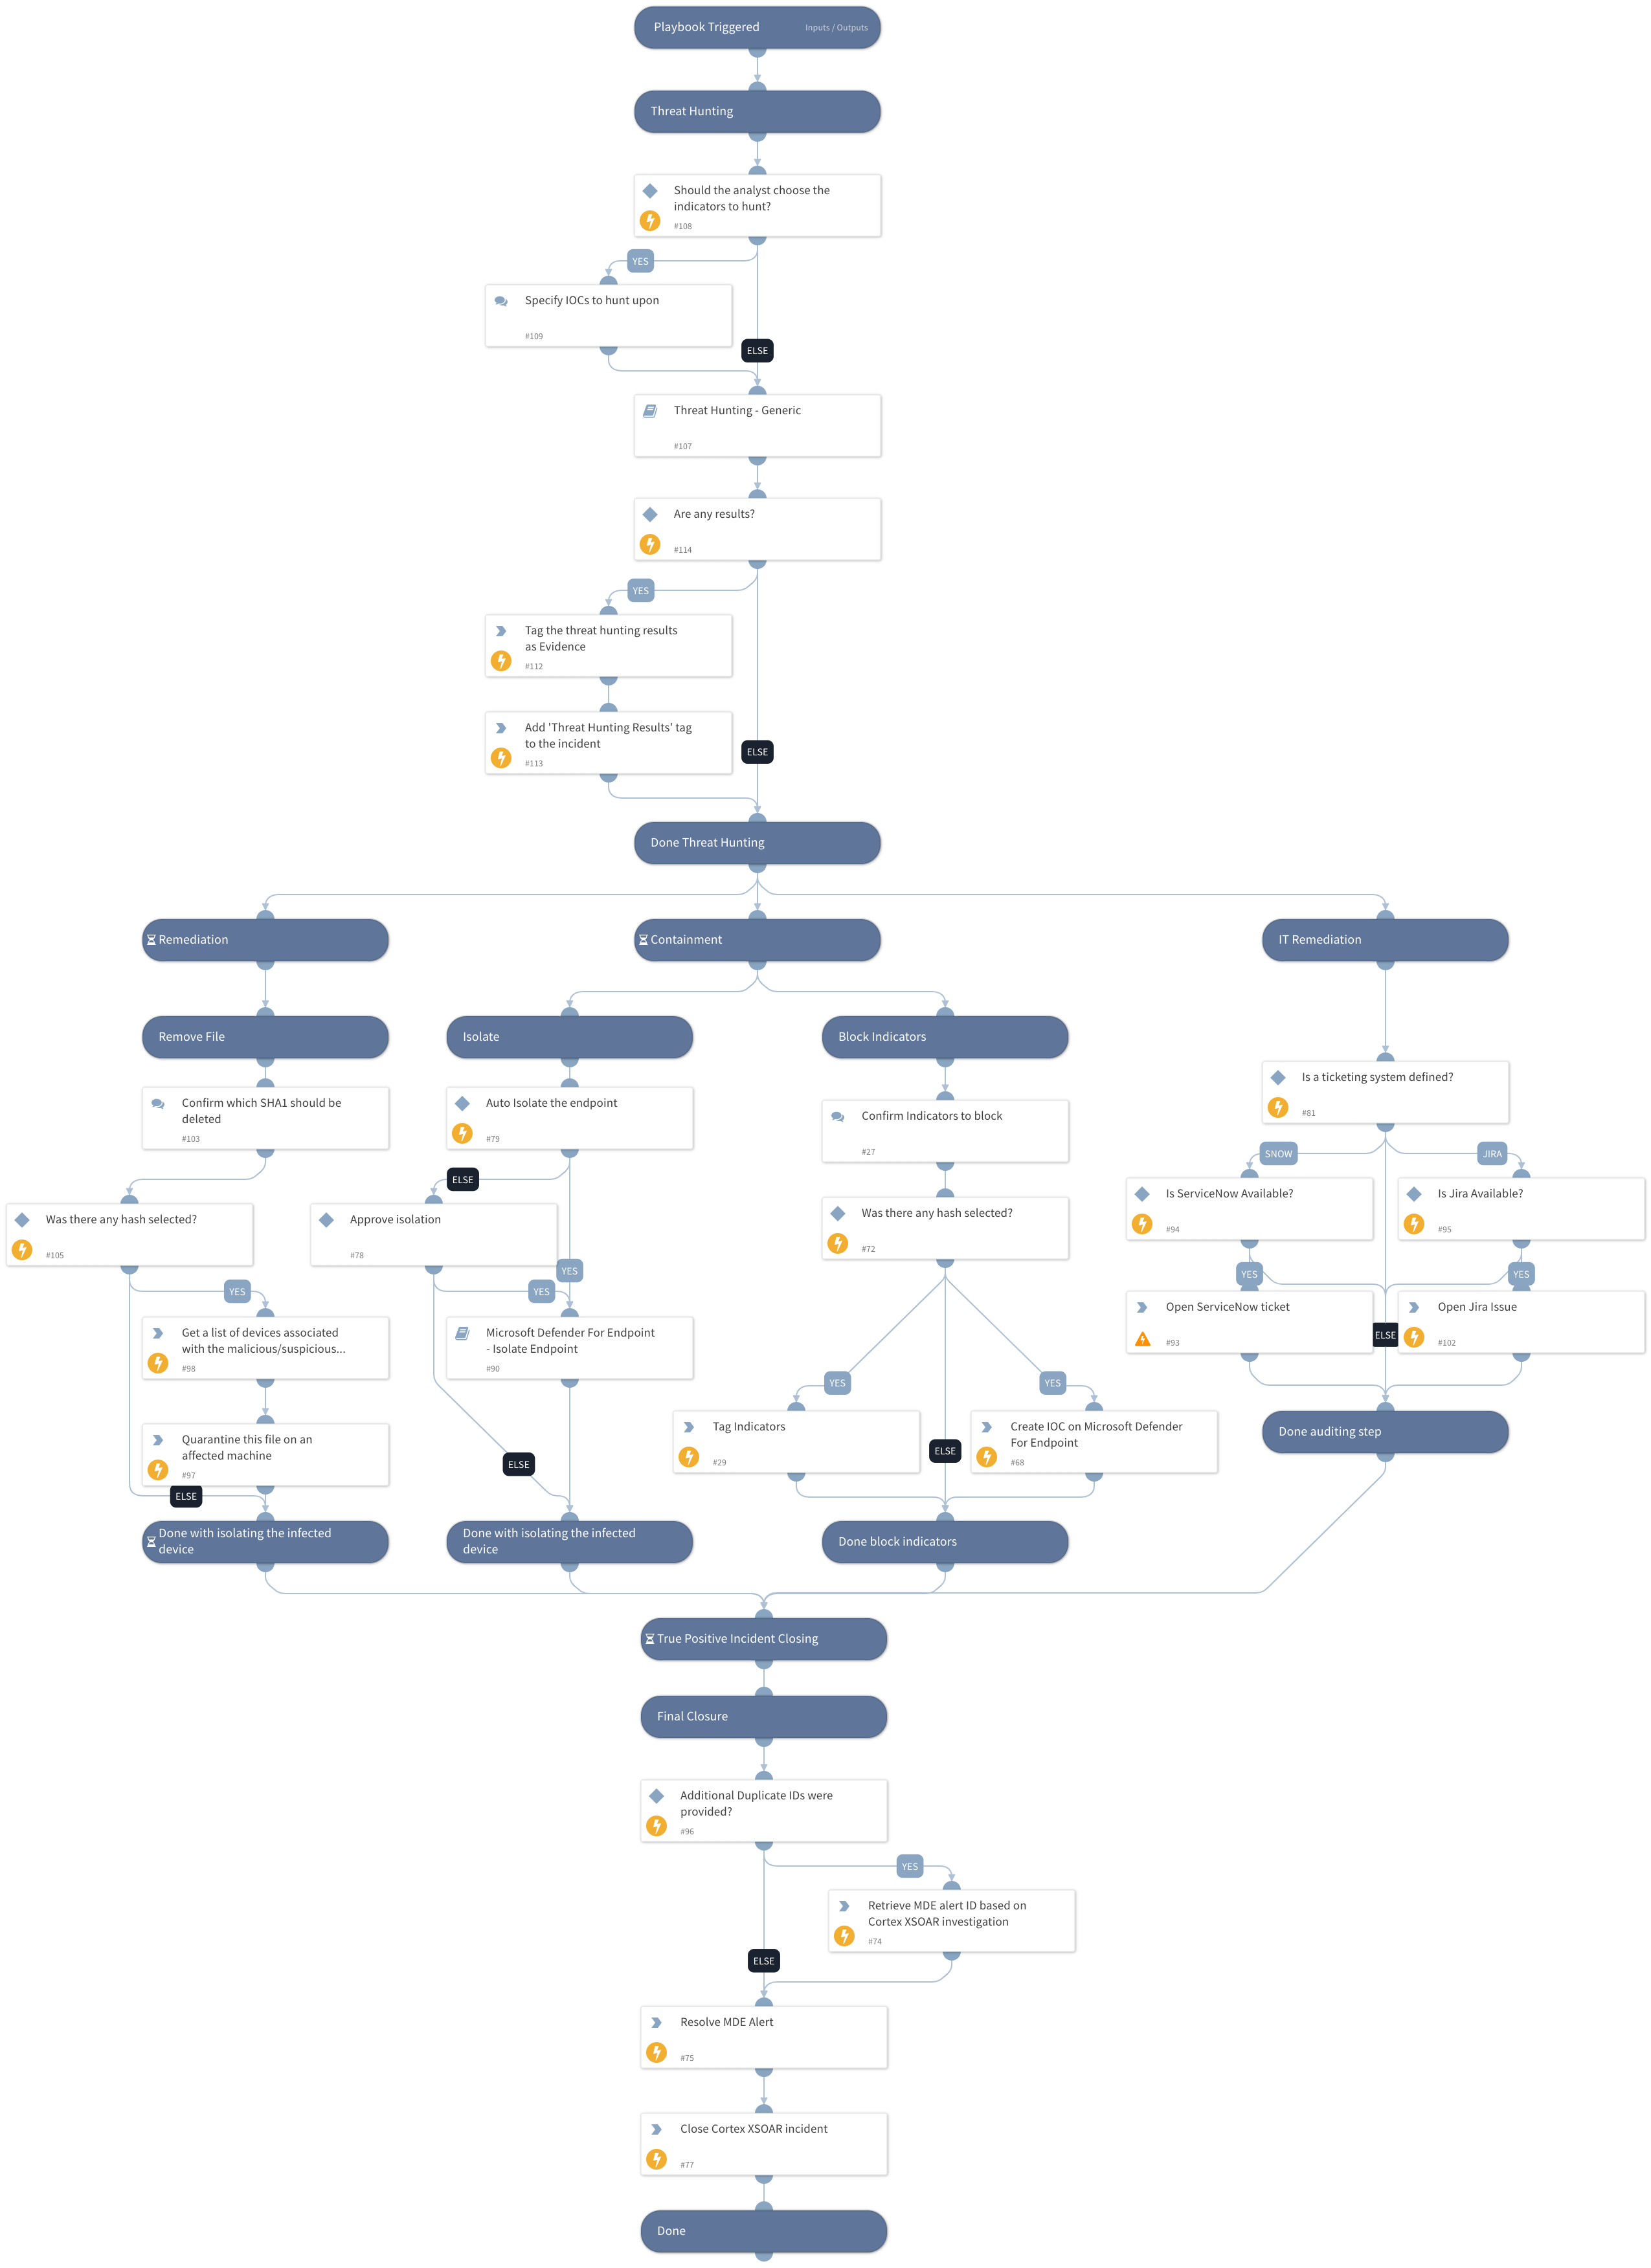 Playbook Triggered
Inputs / Outputs
Threat Hunting
Should the analyst choose the
indicators to hunt?
#108
YES
Specify IOCs to hunt upon
#109
ELSE
Threat Hunting - Generic
#107
Are any results?
#114
YES
Tag the threat hunting results
as Evidence
#112
Add 'Threat Hunting Results' tag
to the incident
#113
ELSE
Done Threat Hunting
Remediation
Containment
IT Remediation
Remove File
Isolate
Block Indicators
Confirm which SHA1 should be
deleted
#103
Auto Isolate the endpoint
#79
Confirm Indicators to block
#27
Is a ticketing system defined?
#81
ELSE
SNOW
JIRA
Was there any hash selected?
#105
Approve isolation
#78
Was there any hash selected?
#72
Is ServiceNow Available?
#94
Is Jira Available?
#95
YES
YES
YES
YES
YES
Get a list of devices associated
with the malicious/suspicious...
#98
Microsoft Defender For Endpoint
- Isolate Endpoint
#90
Open ServiceNow ticket
#93
ELSE
Open Jira Issue
#102
YES
YES
Quarantine this file on an
affected machine
#97
ELSE
Tag Indicators
#29
ELSE
Create IOC on Microsoft Defender
For Endpoint
#68
Done auditing step
ELSE
Done with isolating the infected
device
Done with isolating the infected
device
Done block indicators
True Positive Incident Closing
Final Closure
Additional Duplicate IDs were
provided?
#96
YES
Retrieve MDE alert ID based on
Cortex XSOAR investigation
#74
ELSE
Resolve MDE Alert
#75
Close Cortex XSOAR incident
#77
Done